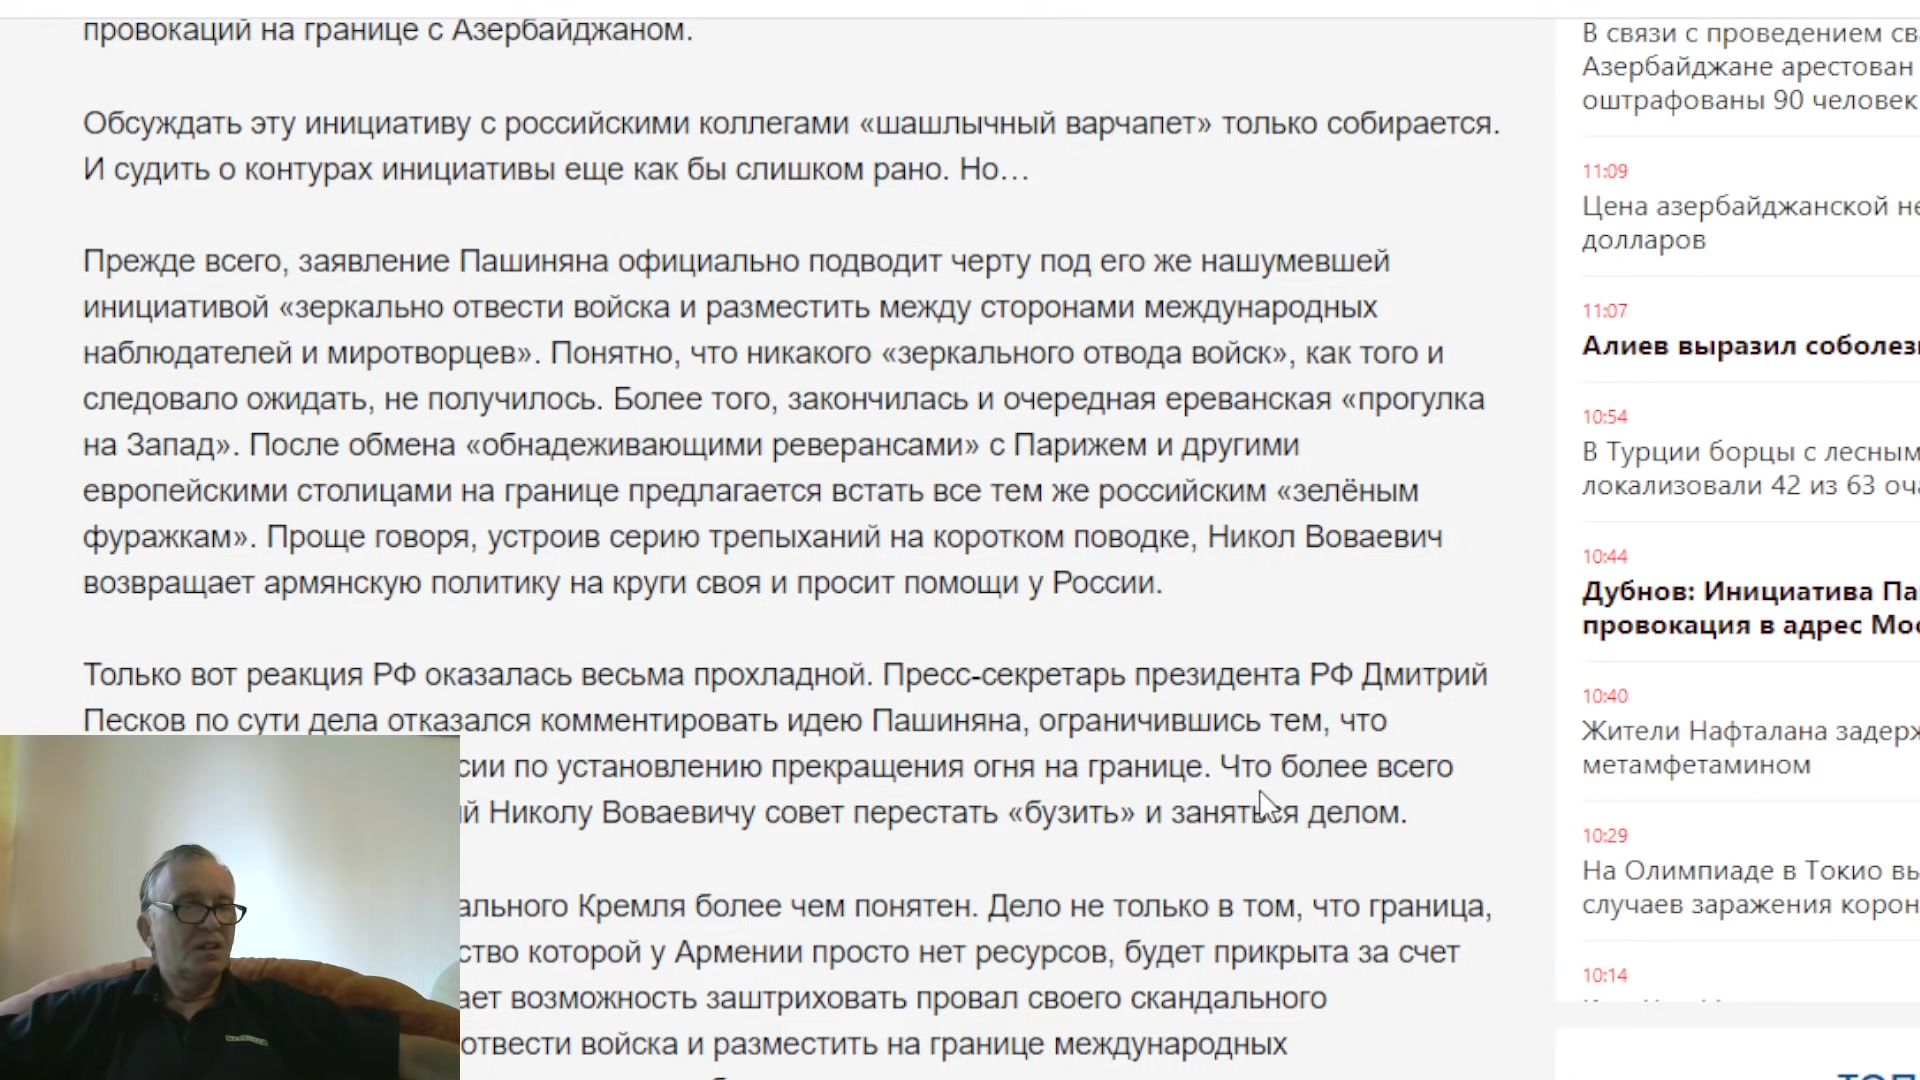 провокаций на границе с Азербайджаном.
Обсуждать эту инициативу с российскими коллегами «шашлычный варчапет» только собирается.
И судить о контурах инициативы еще как бы слишком рано. Но…
Прежде всего, заявление Пашиняна официально подводит черту под его же нашумевшей
инициативой «зеркально отвести войска и разместить между сторонами международных
наблюдателей и миротворцев». Понятно, что никакого «зеркального отвода войск», как того и
следовало ожидать, не получилось. Более того, закончилась и очередная ереванская «прогулка
на Запад». После обмена «обнадеживающими реверансами» с Парижем и другими
европейскими столицами на границе предлагается встать все тем же российским «зелёным
фуражкам». Проще говоря, устроив серию трепыханий на коротком поводке, Никол Воваевич
возвращает армянскую политику на круги своя и просит помощи у России.
Только вот реакция РФ оказалась весьма прохладной. Пресс-секретарь президента РФ Дмитрий
Песков по сути дела отказался комментировать идею Пашиняна, ограничившись тем, что
сии по установлению прекращения огня на границе. Что более всего
й Николу Воваевичу совет перестать «бузить» и заняться делом.
ального Кремля более чем понятен. Дело не только в том, что граница,
ство которой у Армении просто нет ресурсов, будет прикрыта за счет
ает возможность заштриховать провал своего скандального
отвести войска и разместить на границе международных
В связи с проведением св
Азербайджане арестован
оштрафованы 90 человек
11:09
Цена азербайджанской не
долларов
11:07
Алиев выразил соболез
10:54
В Турции борцы с лесным
локализовали 42 из 63 оча
10:44
Дубнов: Инициатива Па
провокация в адрес Мос
10:40
Жители Нафталана задерж
метамфетамином
10:29
На Олимпиаде в Токио вы
случаев заражения корон
10:14
ТОП